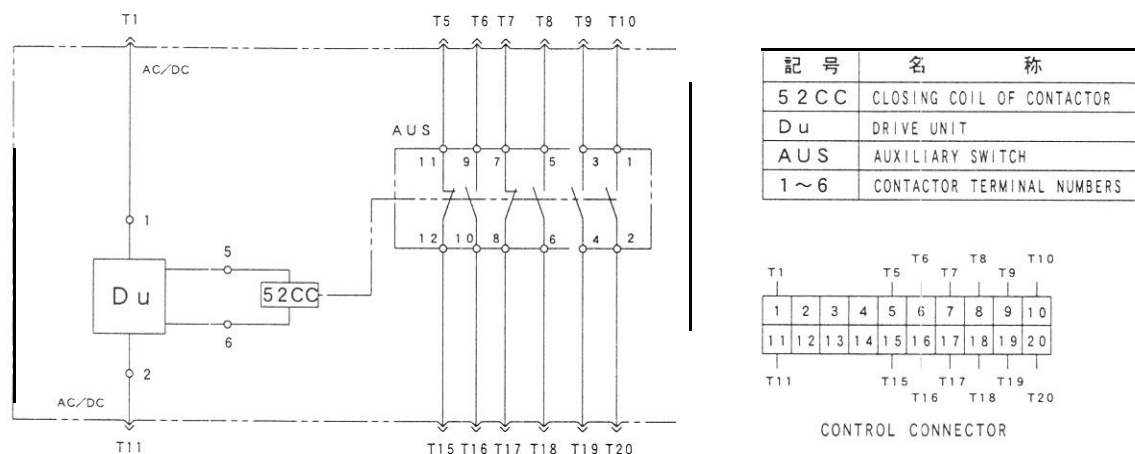 T1 T5 T6 T7 T8 T9 T10
AC/DC
AUS
11 9 7 5 3 1
12 10 8 6 4 2
1
Du
5
52CC
6
2
AC/DC
T11 T15 T16 T17 T18 T19 T20
記号 名称
52CC CLOSING COIL OF CONTACTOR
Du DRIVE UNIT
AUS AUXILIARY SWITCH
1~6 CONTACTOR TERMINAL NUMBERS
T6 T8 T10
T1 T5 T7 T9
1 2 3 4 5 6 7 8 9 10
11 12 13 14 15 16 17 18 19 20
T11 T15 T17 T19
T16 T18 T20
CONTROL CONNECTOR